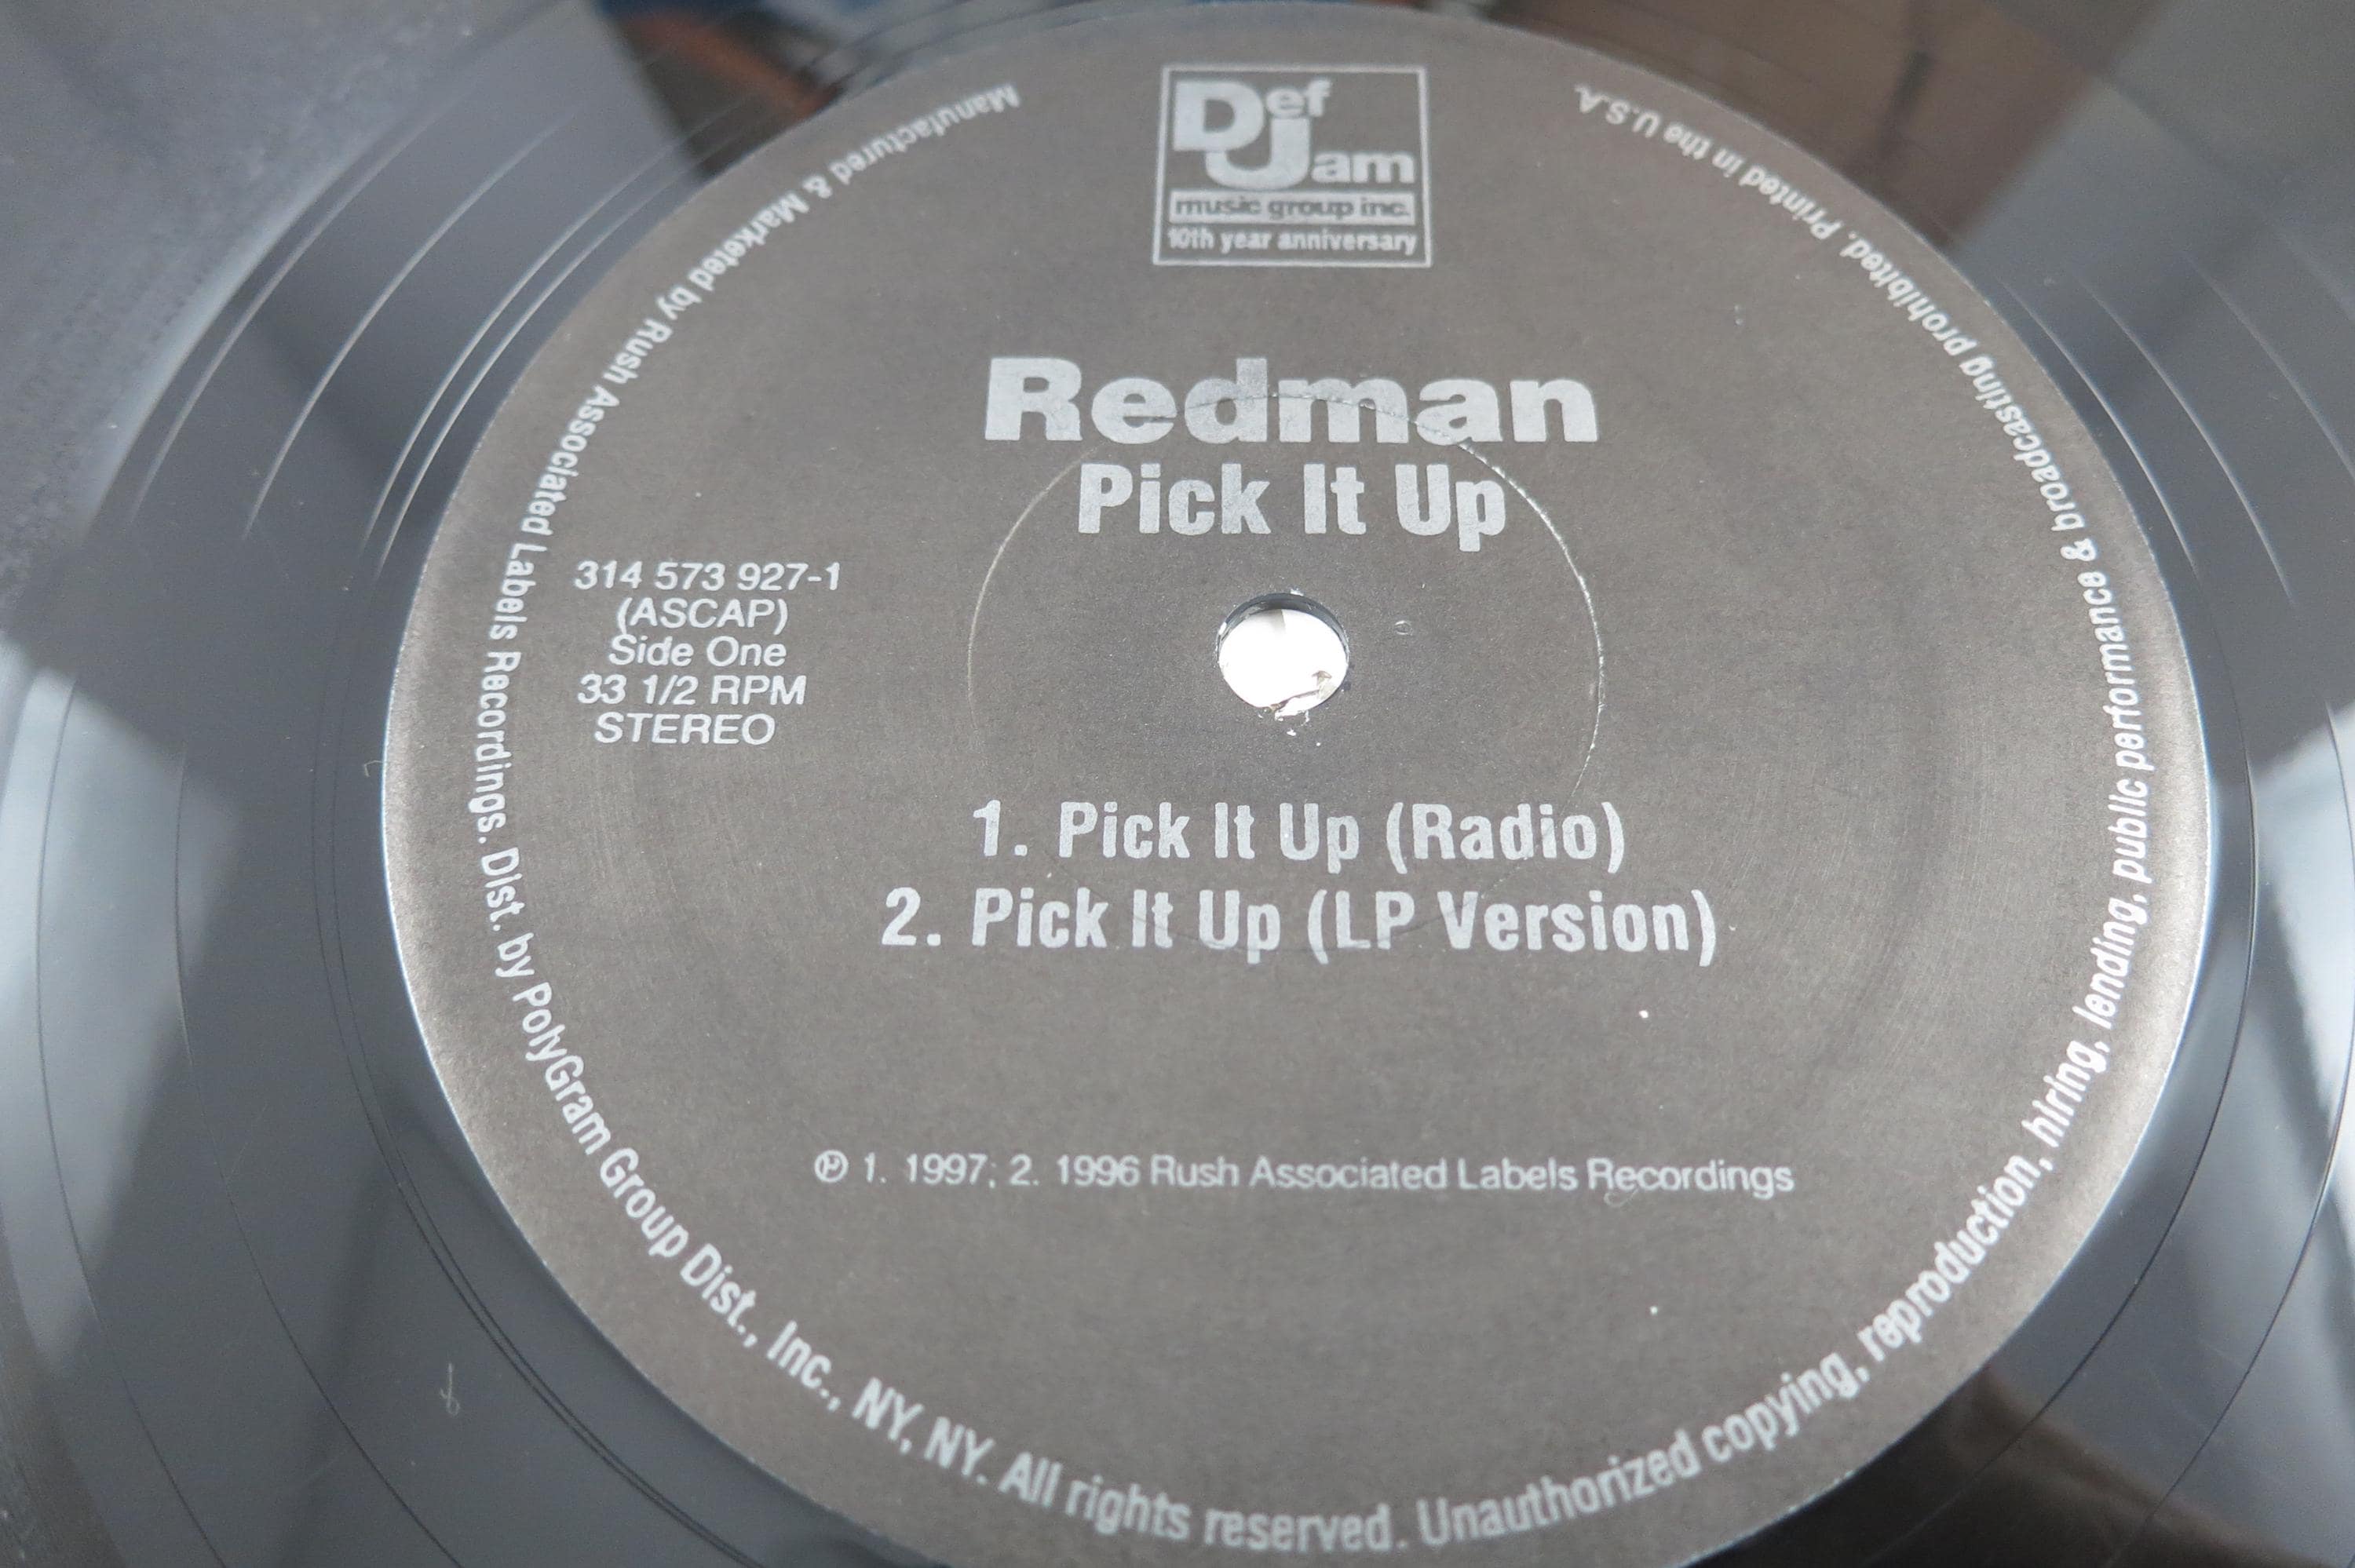 Def Jam
music group inc.
10th year anniversary
Redman
Pick It Up
314 573 927-1
(ASCAP)
Side One
33 1/2 RPM
STEREO
1. Pick It Up (Radio)
2. Pick It Up (LP Version)
℗ 1. 1997; 2. 1996 Rush Associated Labels Recordings
Manufactured & Marketed by Rush Associated Labels Recordings. Dist. by PolyGram Group Dist., Inc., NY, NY. All rights reserved. Unauthorized copying, reproduction, hiring, lending, public performance & broadcasting prohibited. Printed in the U.S.A.